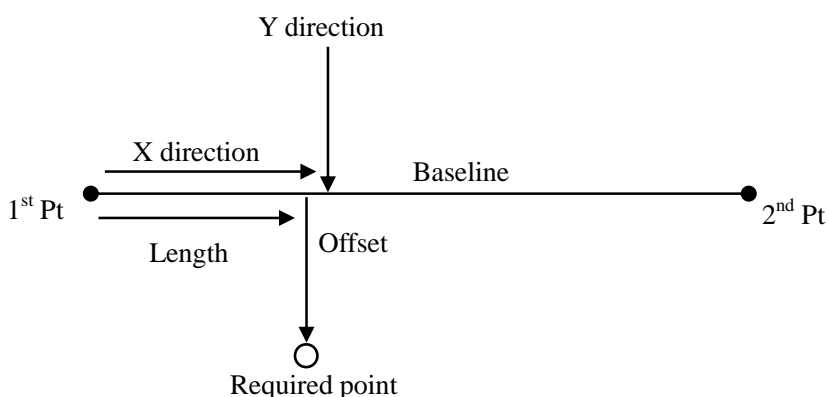 Y direction
X direction
Baseline
1st Pt
2nd Pt
Length
Offset
Required point